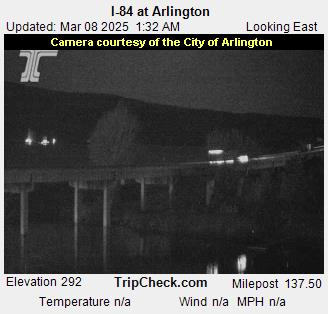 I-84 at Arlington
Updated: Mar 08 2025 1:32 AM Looking East
Camera courtesy of the City of Arlington
Elevation 292 TripCheck.com Milepost 137.50
Temperature n/a Wind n/a MPH n/a